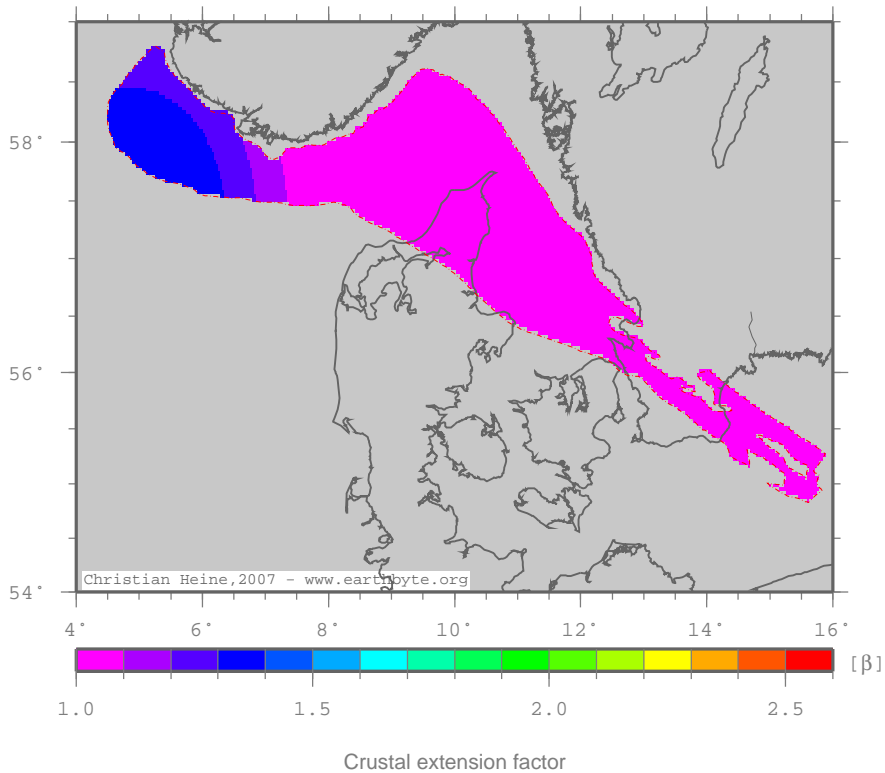 58°
56°
54°
Christian Heine,2007 - www.earthbyte.org
4° 6° 8° 10° 12° 14° 16°
[β]
1.0 1.5 2.0 2.5
Crustal extension factor